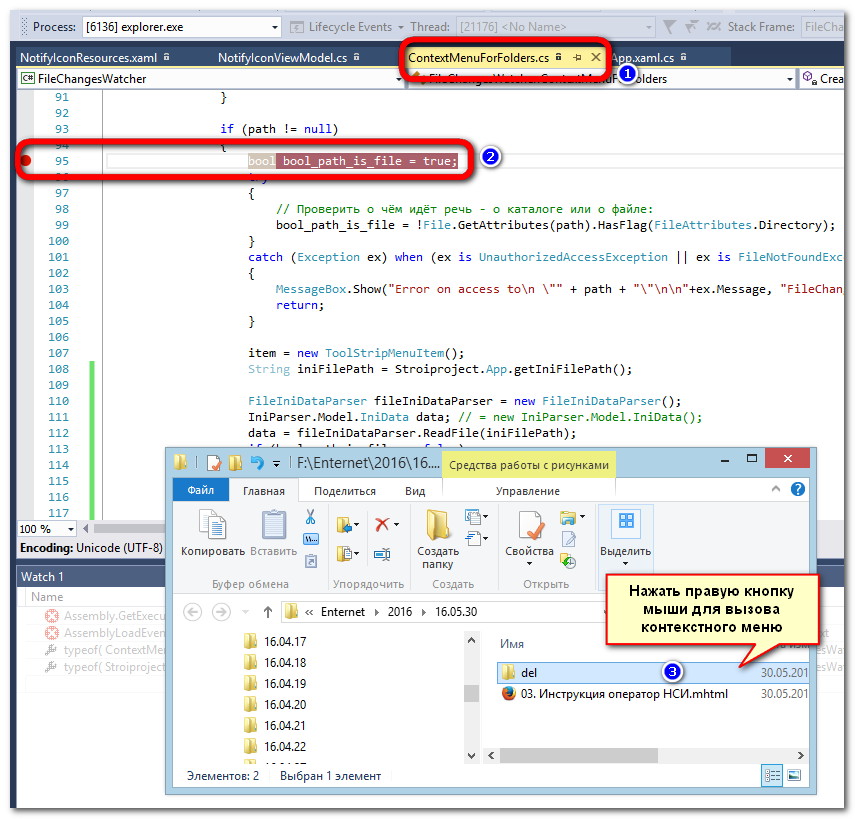 Process: [6136] explorer.exe Lifecycle Events Thread: [21176] <No Name> Stack Frame: FileCh
NotifyIconResources.xaml NotifyIconViewModel.cs ContextMenuForFolders.cs App.xaml.cs
1
C# FileChangesWatcher Crea
91 }
92
93 if (path != null)
{
95 bool bool_path_is_file = true;
2
97 {
98 // Проверить о чём идёт речь - о каталоге или о файле:
99 bool_path_is_file = !File.GetAttributes(path).HasFlag(FileAttributes.Directory);
100 }
101 catch (Exception ex) when (ex is UnauthorizedAccessException || ex is FileNotFoundExc
102 {
103 MessageBox.Show("Error on access to\n \"" + path + "\"\n\n"+ex.Message, "FileChan
104 return;
105 }
106
107 item = new ToolStripMenuItem();
108 String iniFilePath = Stroiproject.App.getIniFilePath();
109
110 FileIniDataParser fileIniDataParser = new FileIniDataParser();
111 IniParser.Model.IniData data; // = new IniParser.Model.IniData();
112 data = fileIniDataParser.ReadFile(iniFilePath);
113
114
115
116
117
100 %
Encoding: Unicode (UTF-8)
Watch 1
Name
Assembly.GetExecu
AssemblyLoadEven
typeof( ContextMen
typeof( Stroiproject
F:\Enternet\2016\16.... Средства работы с рисунками
Файл Главная Поделиться Вид Управление
Копировать Вставить Создать папку Свойства Выделить
Буфер обмена Упорядочить Создать Открыть
« Enternet 2016 16.05.30
Нажать правую кнопку
мыши для вызова
контекстного меню
16.04.17
16.04.18
16.04.19
16.04.20
16.04.21
16.04.22
Имя
del 3 30.05.201
03. Инструкция оператор НСИ.mhtml 30.05.201
Элементов: 2 Выбран 1 элемент